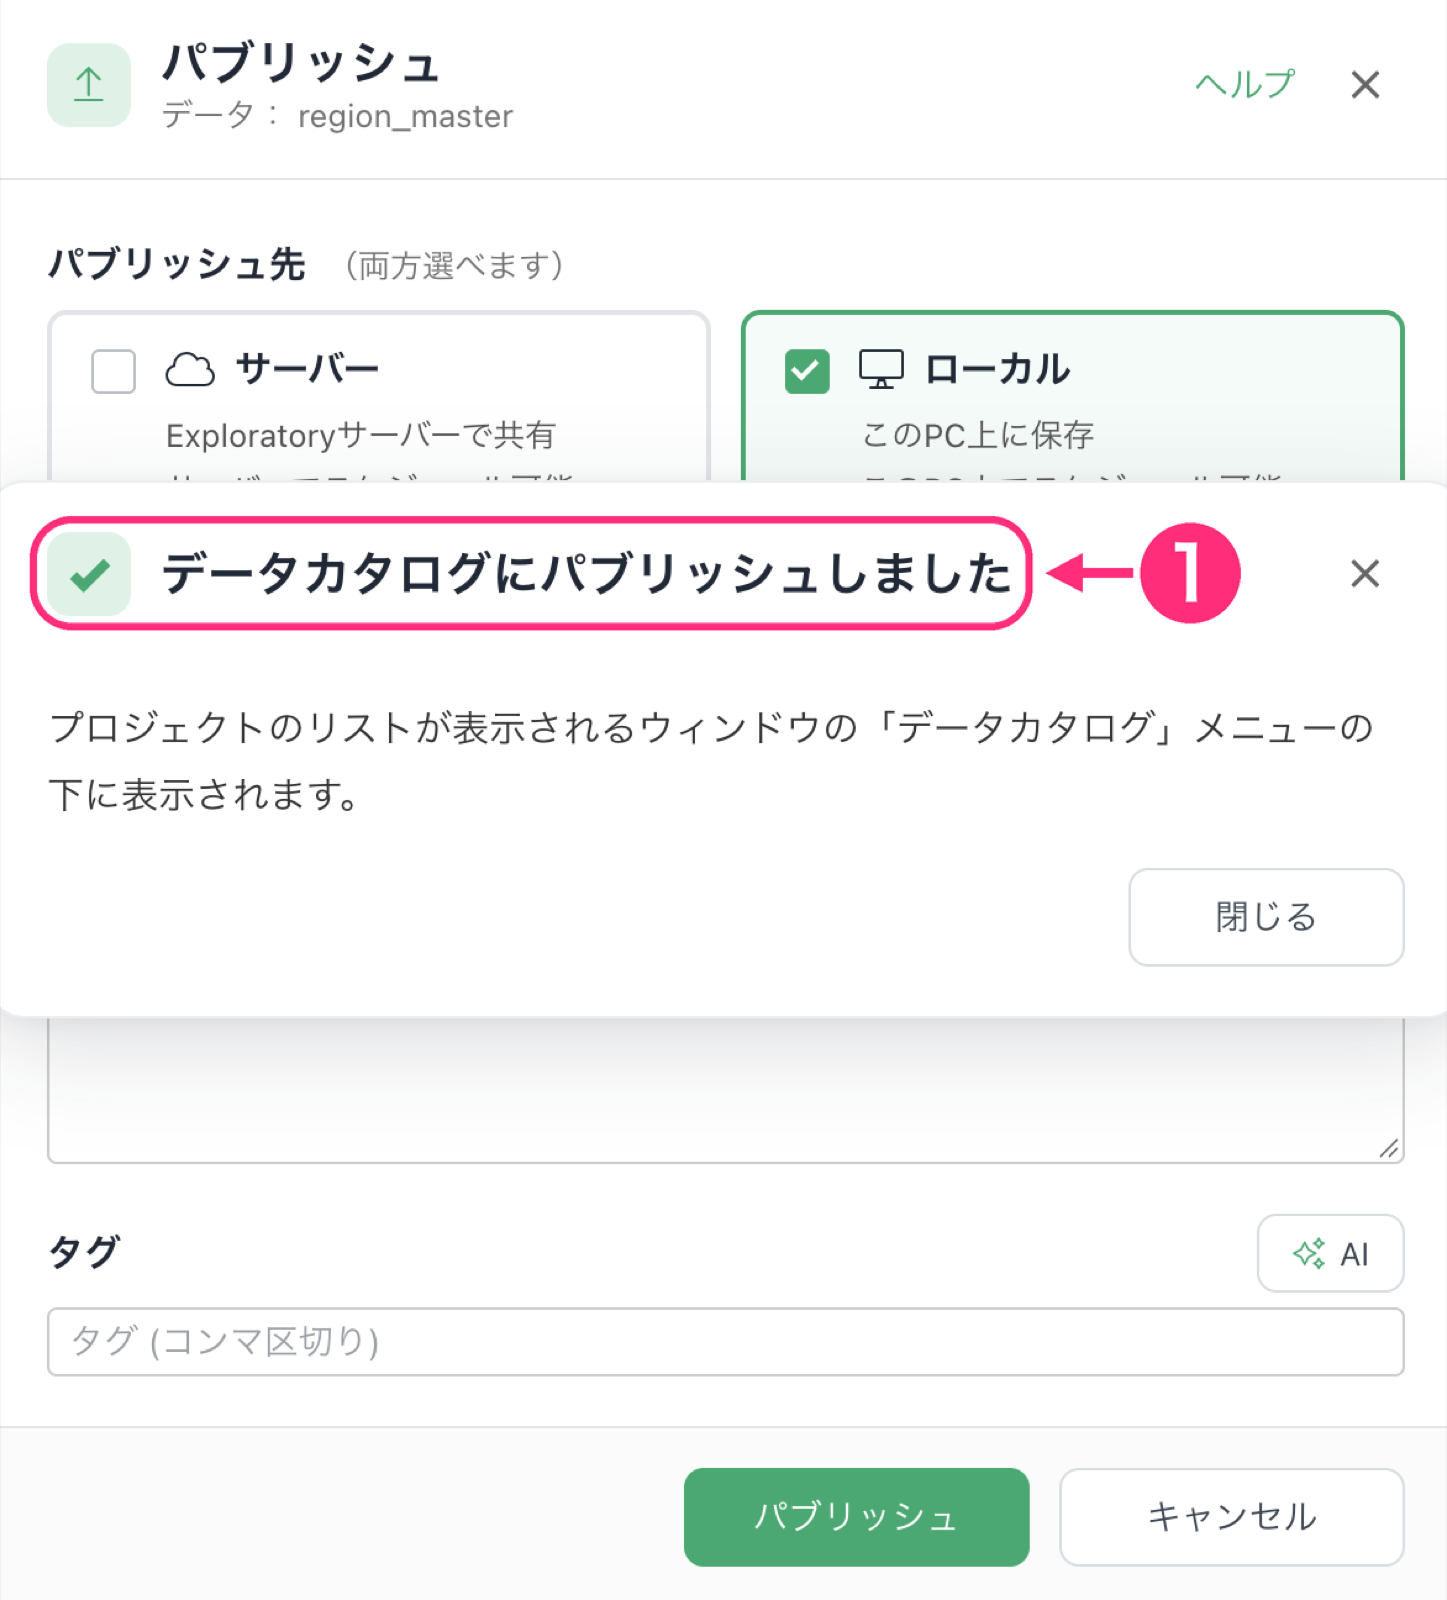 パブリッシュ
データ： region_master
ヘルプ
パブリッシュ先 （両方選べます）
サーバー
Exploratoryサーバーで共有
ローカル
このPC上に保存
データカタログにパブリッシュしました
1
プロジェクトのリストが表示されるウィンドウの「データカタログ」メニューの
下に表示されます。
閉じる
タグ
AI
タグ (コンマ区切り)
パブリッシュ
キャンセル